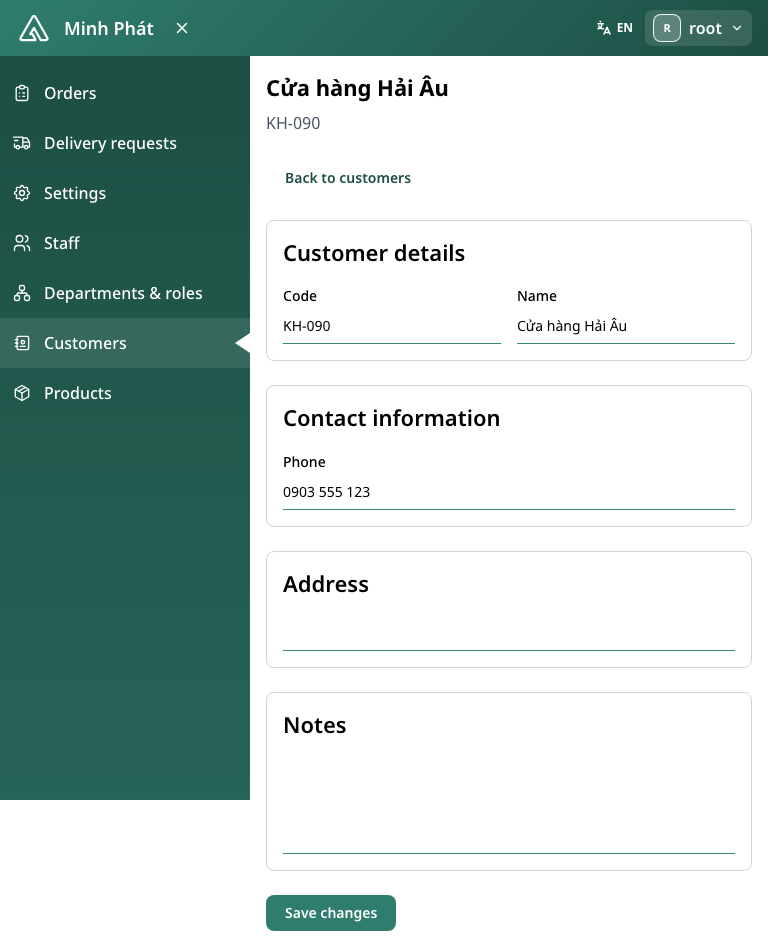 Minh Phát
EN
R
root
Orders
Delivery requests
Settings
Staff
Departments & roles
Customers
Products
Cửa hàng Hải Âu
KH-090
Back to customers
Customer details
Code
Name
KH-090
Cửa hàng Hải Âu
Contact information
Phone
0903 555 123
Address
Notes
Save changes